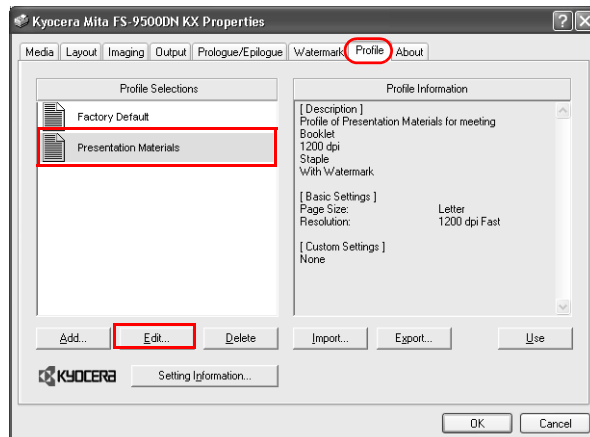 Kyocera Mita FS-9500DN KX Properties
Media Layout Imaging Output Prologue/Epilogue Watermark Profile About
Profile Selections
Factory Default
Presentation Materials
Profile Information
[ Description ]
Profile of Presentation Materials for meeting
Booklet
1200 dpi
Staple
With Watermark
[ Basic Settings ]
Page Size: Letter
Resolution: 1200 dpi Fast
[ Custom Settings ]
None
Add... Edit... Delete Import... Export... Use
KYOCERA Setting Information...
OK Cancel